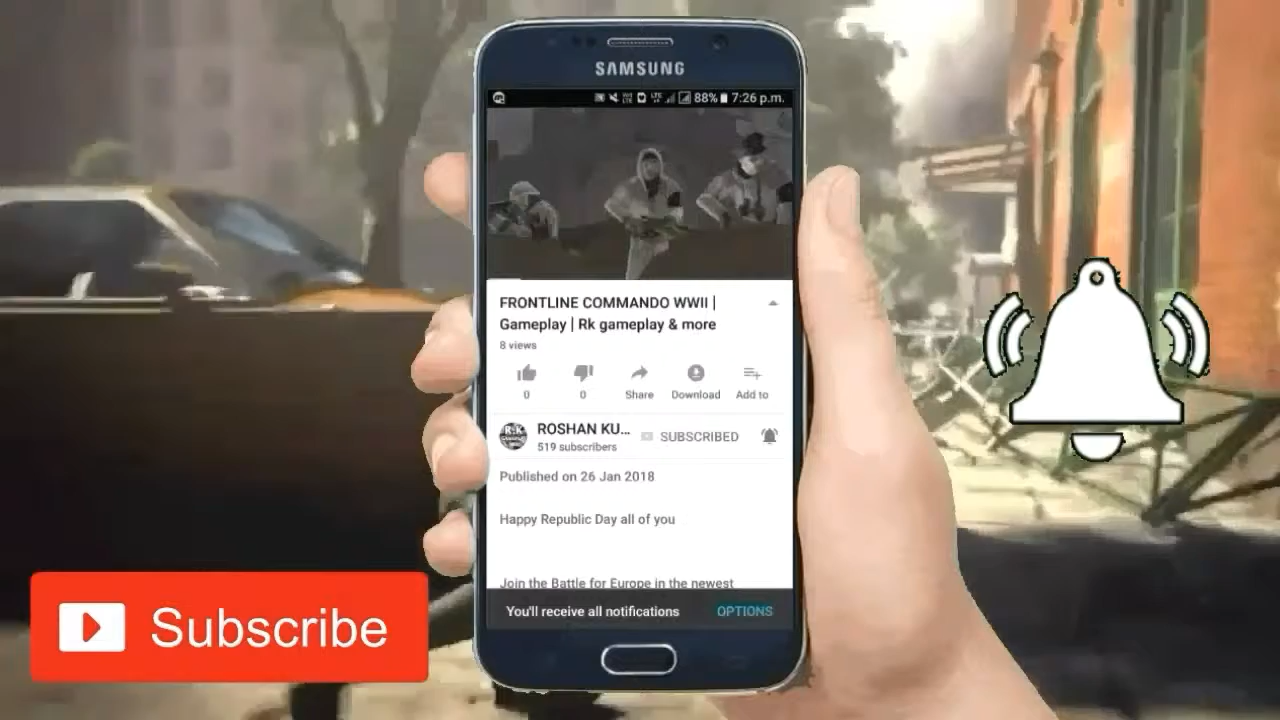 SAMSUNG
88% 7:26 p.m.
FRONTLINE COMMANDO WWII |
Gameplay | Rk gameplay & more
8 views
0
0
Share
Download
Add to
ROSHAN KU...
SUBSCRIBED
519 subscribers
Published on 26 Jan 2018
Happy Republic Day all of you
Join the Battle for Europe in the newest
You'll receive all notifications
OPTIONS
Subscribe